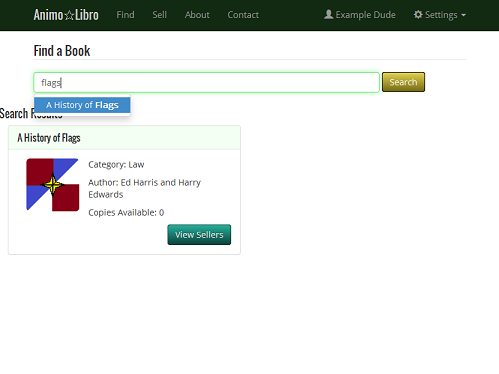 Animo☆Libro Find Sell About Contact Example Dude Settings
Find a Book
flags Search
A History of Flags
Search Results
A History of Flags
Category: Law
Author: Ed Harris and Harry
Edwards
Copies Available: 0
View Sellers